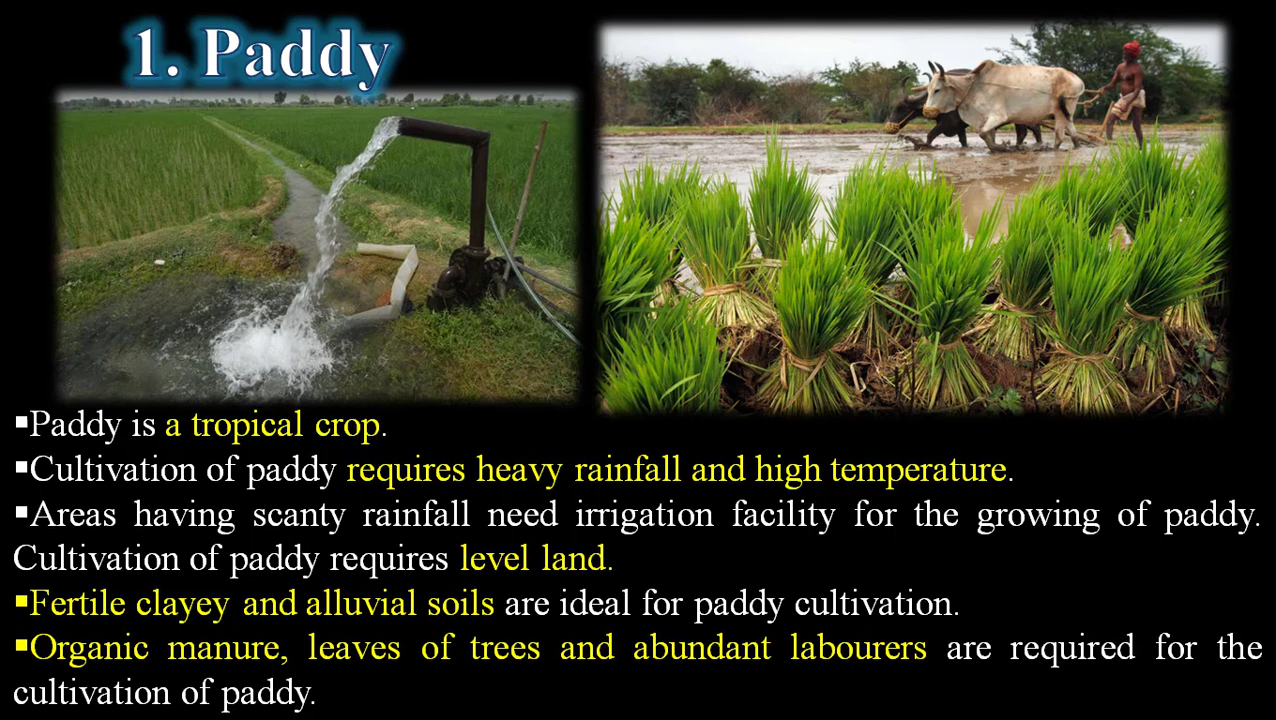 1. Paddy
▪Paddy is a tropical crop.
▪Cultivation of paddy requires heavy rainfall and high temperature.
▪Areas having scanty rainfall need irrigation facility for the growing of paddy.
Cultivation of paddy requires level land.
▪Fertile clayey and alluvial soils are ideal for paddy cultivation.
▪Organic manure, leaves of trees and abundant labourers are required for the
cultivation of paddy.